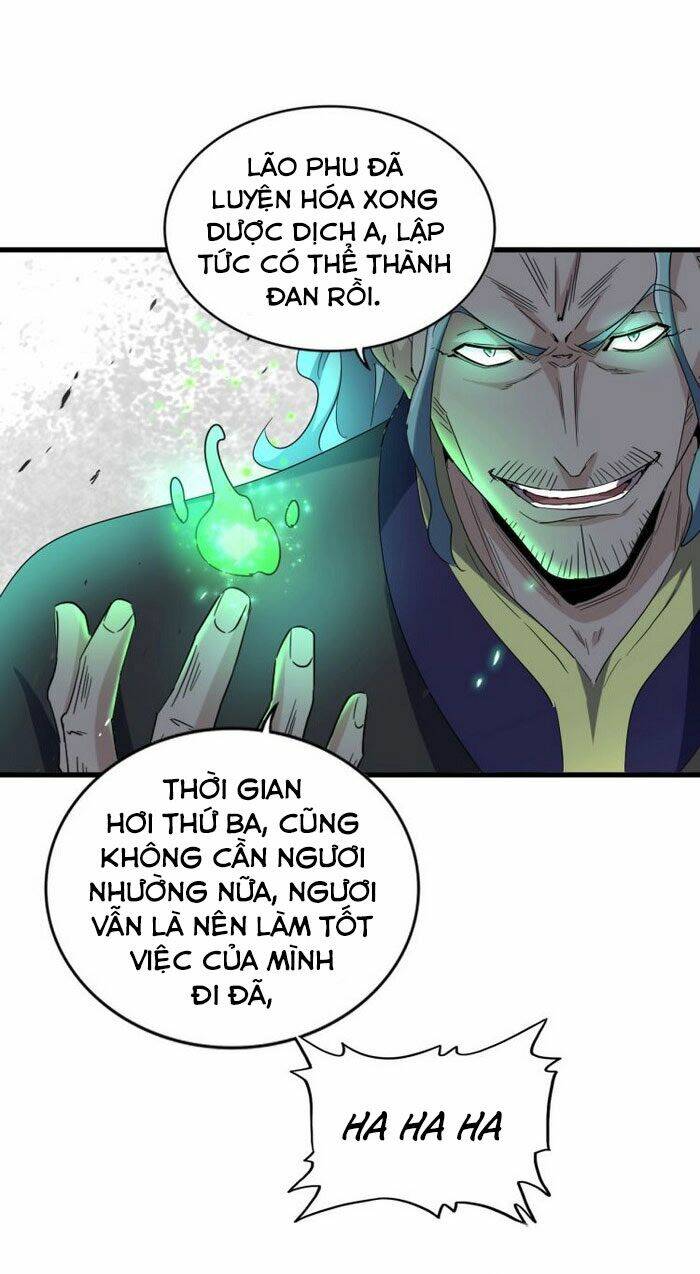 LÃO PHU ĐÃ
LUYỆN HÓA XONG
DƯỢC DỊCH A, LẬP
TỨC CÓ THỂ THÀNH
ĐAN RỒI.
THỜI GIAN
HƠI THỨ BA, CŨNG
KHÔNG CẦN NGƯƠI
NHƯỜNG NỮA, NGƯƠI
VẪN LÀ NÊN LÀM TỐT
VIỆC CỦA MÌNH
ĐI ĐÃ,
HA HA HA